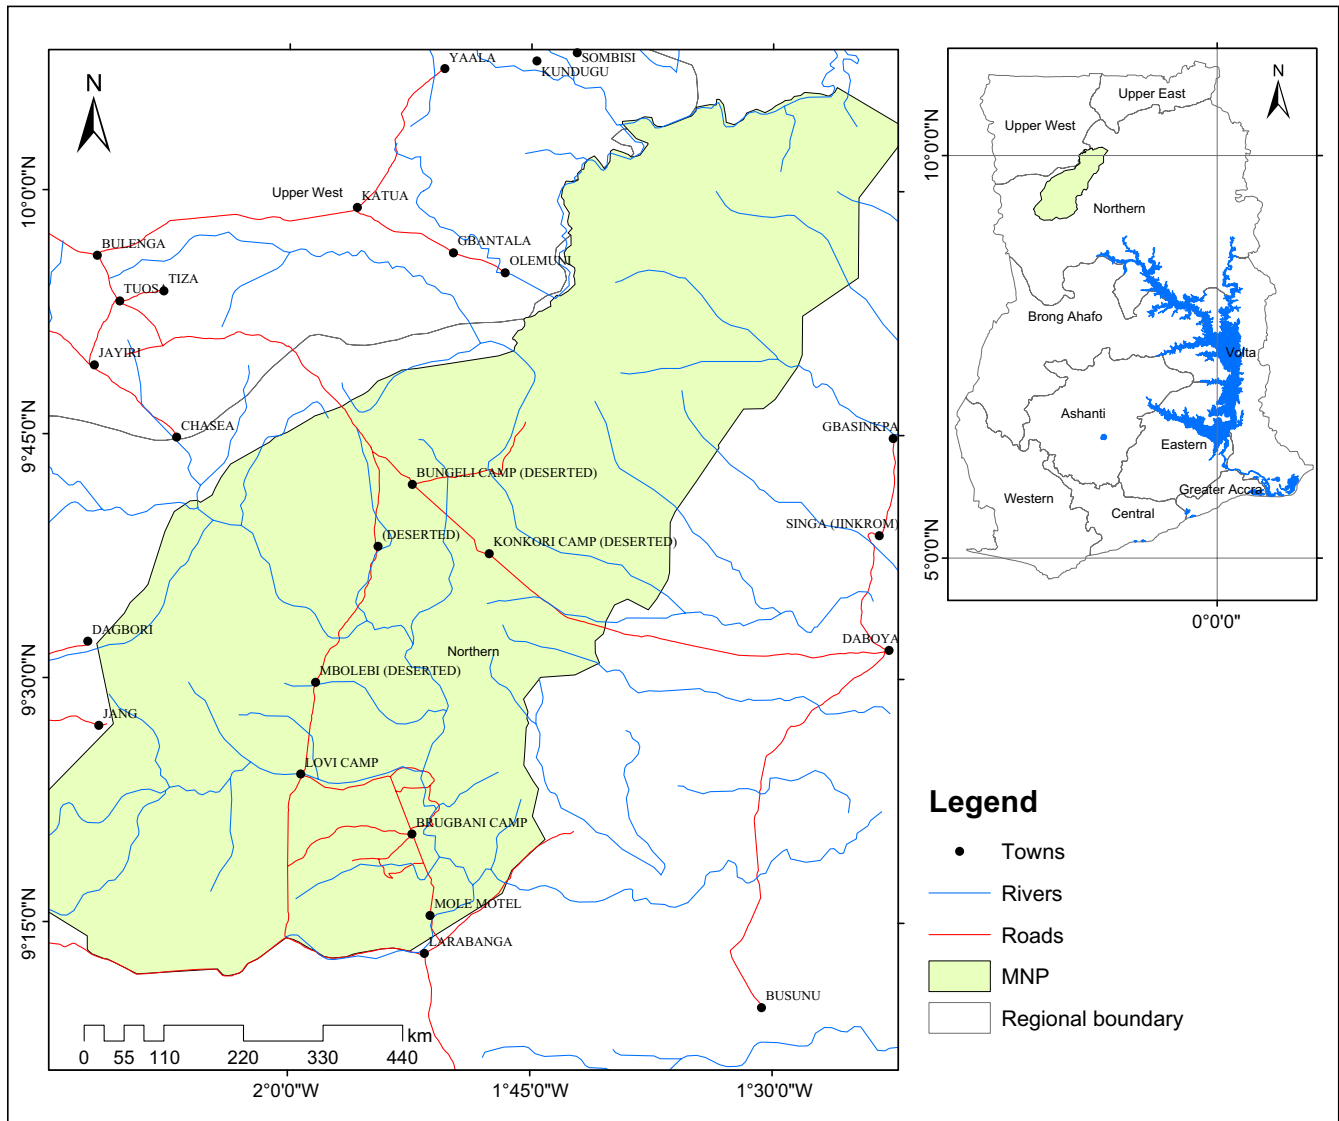 N
YAALA
SOMBISI
KUNDUGU
Upper West
KATUA
BULENGA
GBANTALA
OLEMUNI
TIZA
TUOSA
JAYIRI
CHASEA
GBASINKPA
BUNGELI CAMP (DESERTED)
SINGA (JINKROM)
(DESERTED)
KONKORI CAMP (DESERTED)
DAGBORI
DABOYA
Northern
MBOLEBI (DESERTED)
JANG
LOVI CAMP
BRUGBANI CAMP
MOLE MOTEL
LARABANGA
BUSUNU
km
0 55 110 220 330 440
10°0'0"N
9°45'0"N
9°30'0"N
9°15'0"N
2°0'0"W 1°45'0"W 1°30'0"W
N
Upper East
Upper West
Northern
Brong Ahafo
Volta
Ashanti
Eastern
Greater Accra
Western
Central
10°0'0"N
5°0'0"N
0°0'0"
Legend
Towns
Rivers
Roads
MNP
Regional boundary